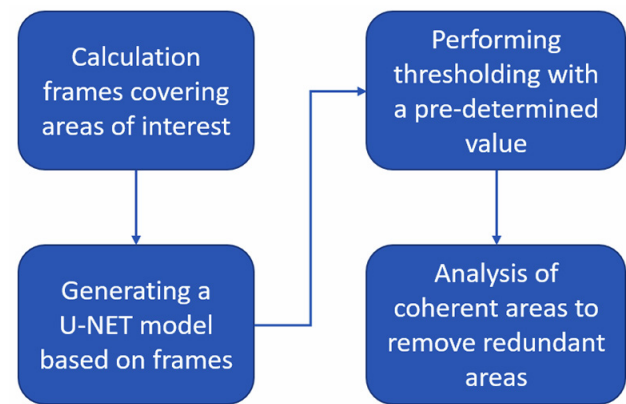 Calculation
frames covering
areas of interest
Generating a
U-NET model
based on frames
Performing
thresholding with
a pre-determined
value
Analysis of
coherent areas to
remove redundant
areas